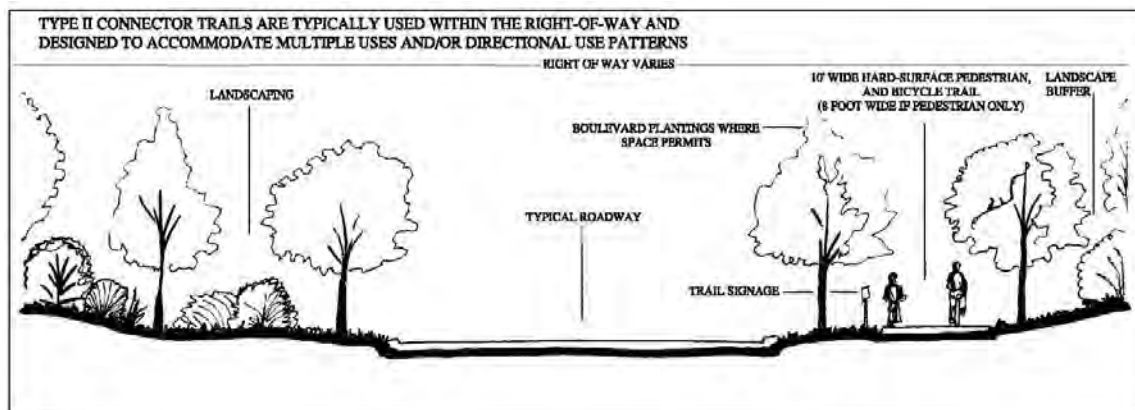 TYPE II CONNECTOR TRAILS ARE TYPICALLY USED WITHIN THE RIGHT-OF-WAY AND
DESIGNED TO ACCOMMODATE MULTIPLE USES AND/OR DIRECTIONAL USE PATTERNS
RIGHT OF WAY VARIES
LANDSCAPING
BOULEVARD PLANTINGS WHERE
SPACE PERMITS
10' WIDE HARD-SURFACE PEDESTRIAN,
AND BICYCLE TRAIL
(8 FOOT WIDE IF PEDESTRIAN ONLY)
LANDSCAPE
BUFFER
TYPICAL ROADWAY
TRAIL SIGNAGE